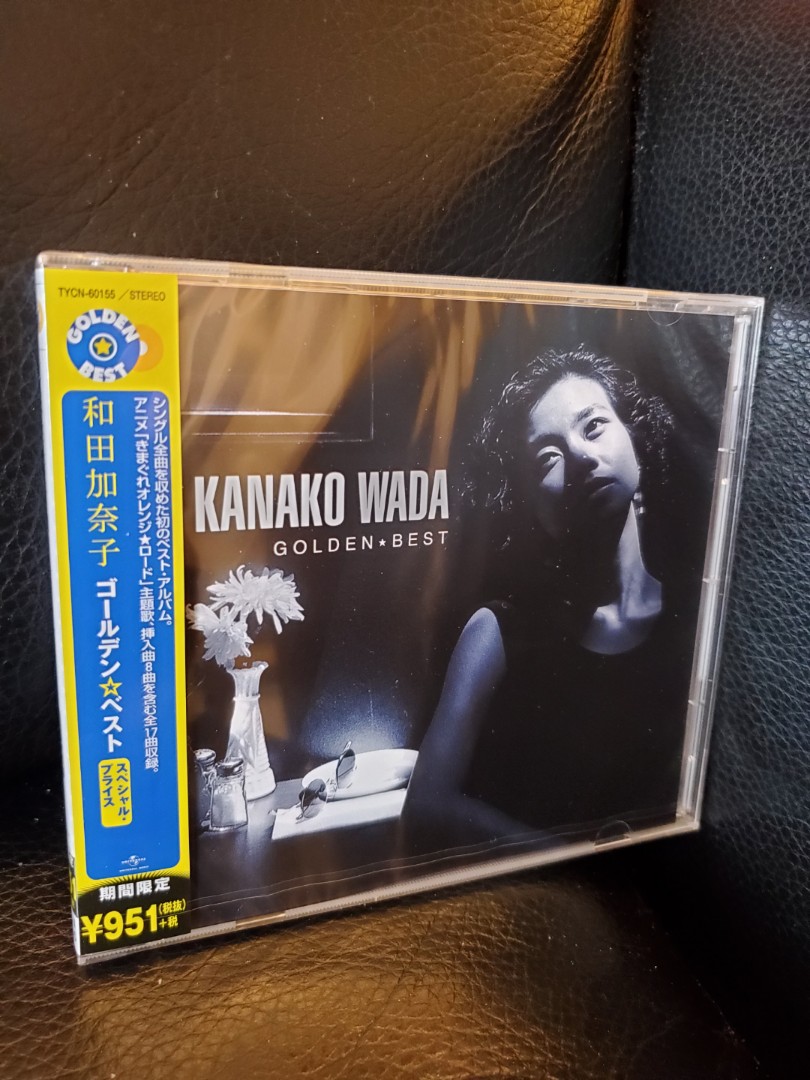 TYCN-60155／STEREO
GOLDEN
BEST
和田加奈子
ゴールデン☆ベスト
スペシャル・
プライス
シングル全曲を収めた初のベスト・アルバム。
アニメ「きまぐれオレンジ★ロード」主題歌、挿入曲8曲を含む全17曲収録。
UNIVERSAL
期間限定
¥951(税抜)
+税
KANAKO WADA
GOLDEN★BEST